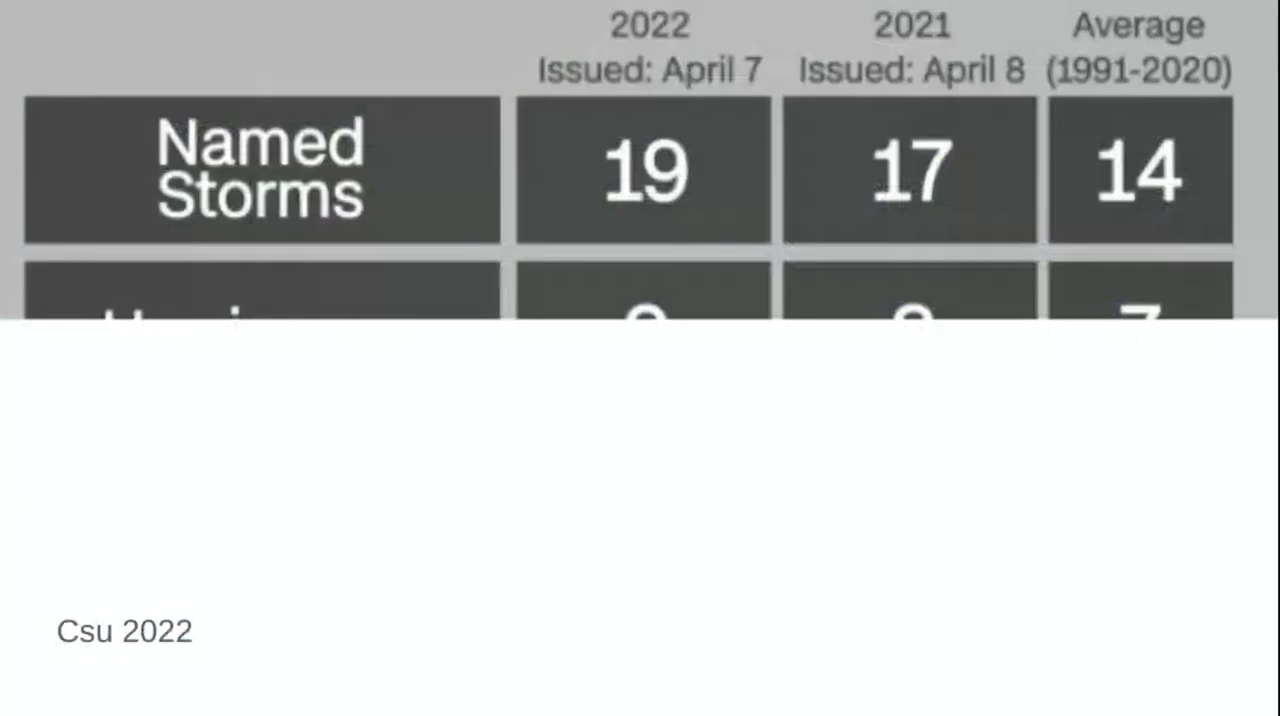 2022 2021 Average
Issued: April 7 Issued: April 8 (1991-2020)
Named
Storms
19 17 14
Csu 2022